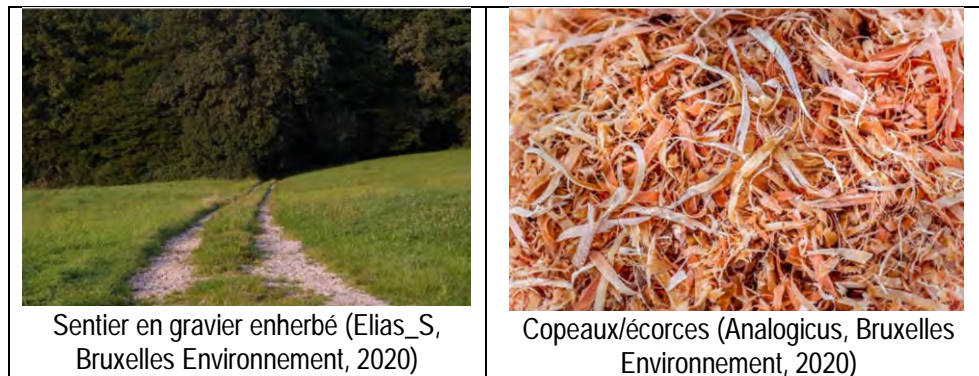 Sentier en gravier enherbé (Elias_S,
Bruxelles Environnement, 2020)
Copeaux/écorces (Analogicus, Bruxelles
Environnement, 2020)